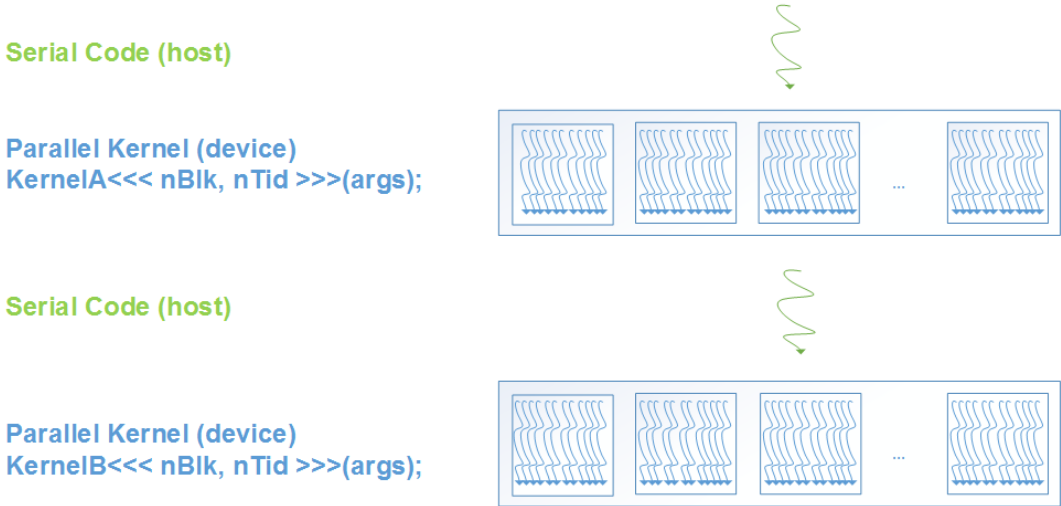 Serial Code (host)
Parallel Kernel (device)
KernelA<<< nBlk, nTid >>>(args);
...
Serial Code (host)
Parallel Kernel (device)
KernelB<<< nBlk, nTid >>>(args);
...